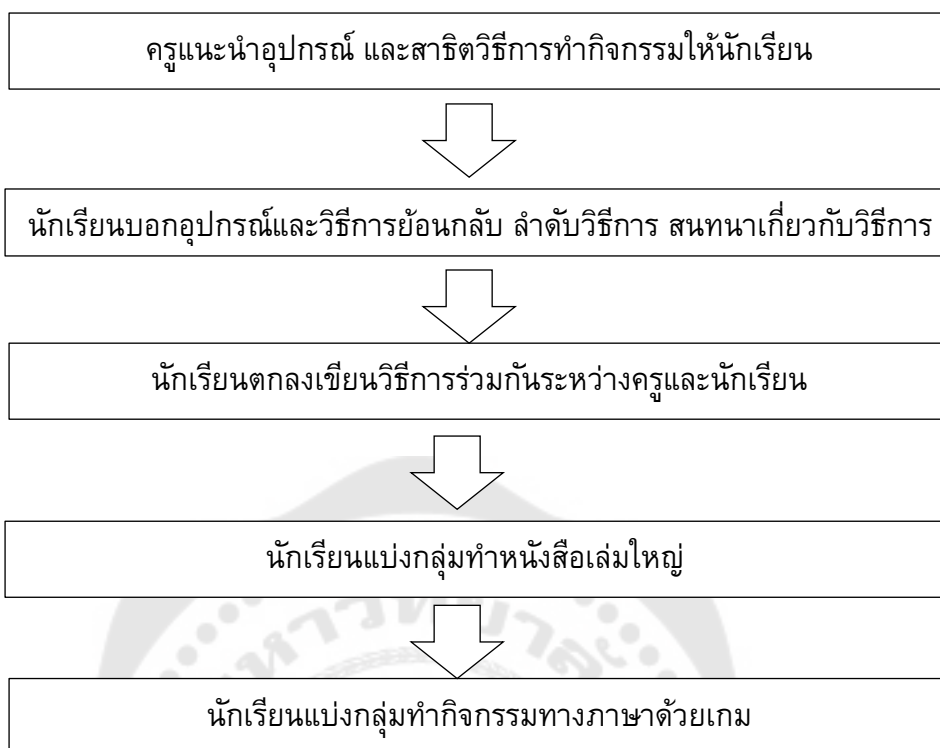 ครูแนะนำอุปกรณ์ และสาธิตวิธีการทำกิจกรรมให้นักเรียน
นักเรียนบอกอุปกรณ์และวิธีการย้อนกลับ ลำดับวิธีการ สนทนาเกี่ยวกับวิธีการ
นักเรียนตกลงเขียนวิธีการร่วมกันระหว่างครูและนักเรียน
นักเรียนแบ่งกลุ่มทำหนังสือเล่มใหญ่
นักเรียนแบ่งกลุ่มทำกิจกรรมทางภาษาด้วยเกม